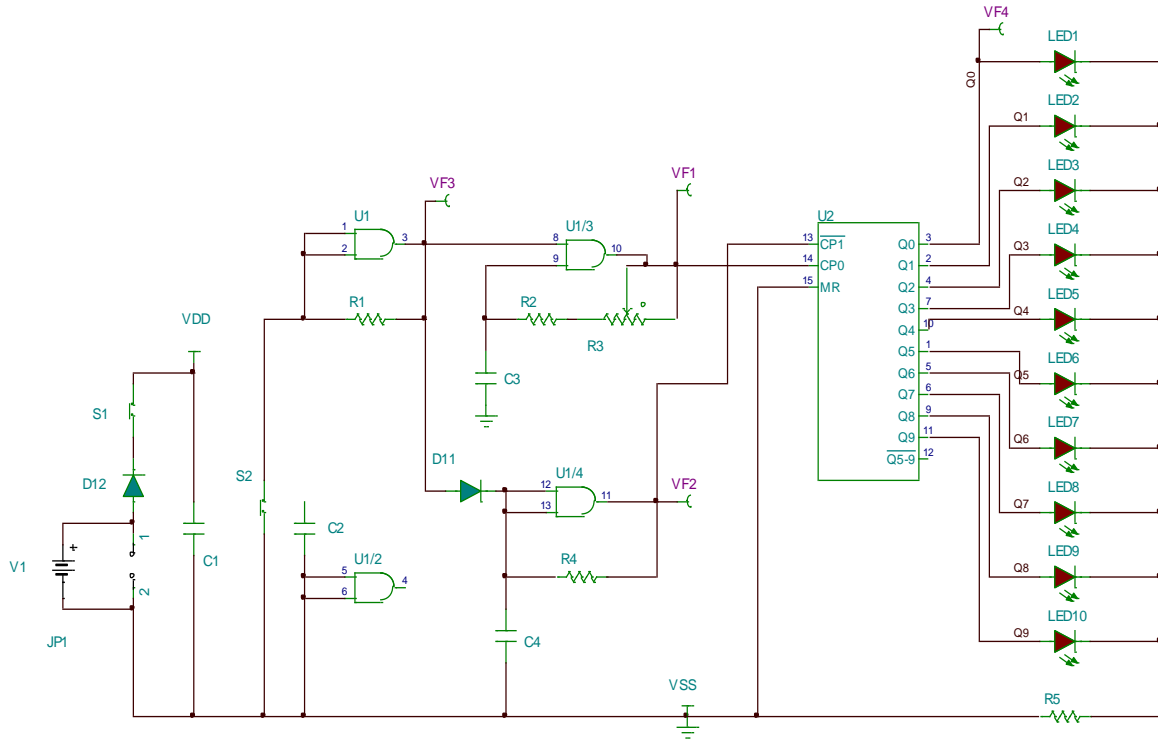 VF4
LED1
Q0
LED2
Q1
VF3
VF1
LED3
Q2
U1
U1/3
U2
LED4
Q3
1
2
3
8
9
10
13
14
15
CP1
CP0
MR
Q0
Q1
Q2
Q3
Q4
Q5
Q6
Q7
Q8
Q9
Q5-9
3
2
4
7
10
1
5
6
9
11
12
R1
R2
R3
VDD
LED5
Q4
C3
LED6
Q5
S1
LED7
Q6
D12
S2
D11
U1/4
12
13
11
VF2
LED8
Q7
C2
V1
+
1
2
JP1
C1
U1/2
5
6
4
R4
LED9
Q8
C4
LED10
Q9
VSS
R5